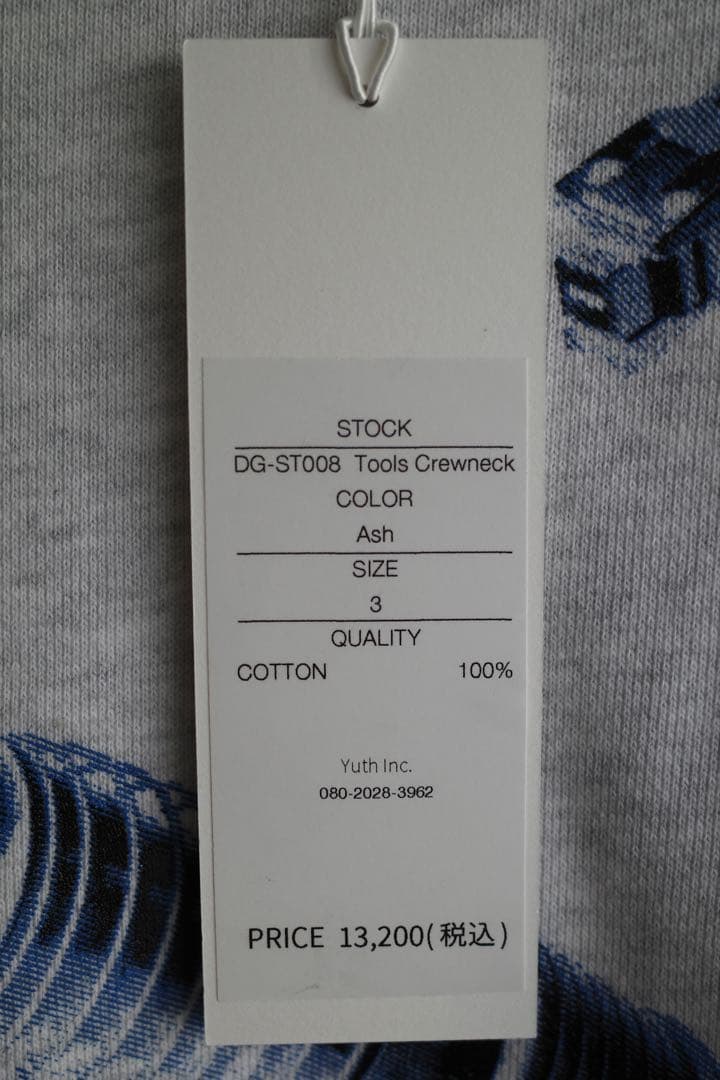 STOCK
DG-ST008 Tools Crewneck
COLOR
Ash
SIZE
3
QUALITY
COTTON 100%
Yuth Inc.
080-2028-3962
PRICE 13,200(税込)